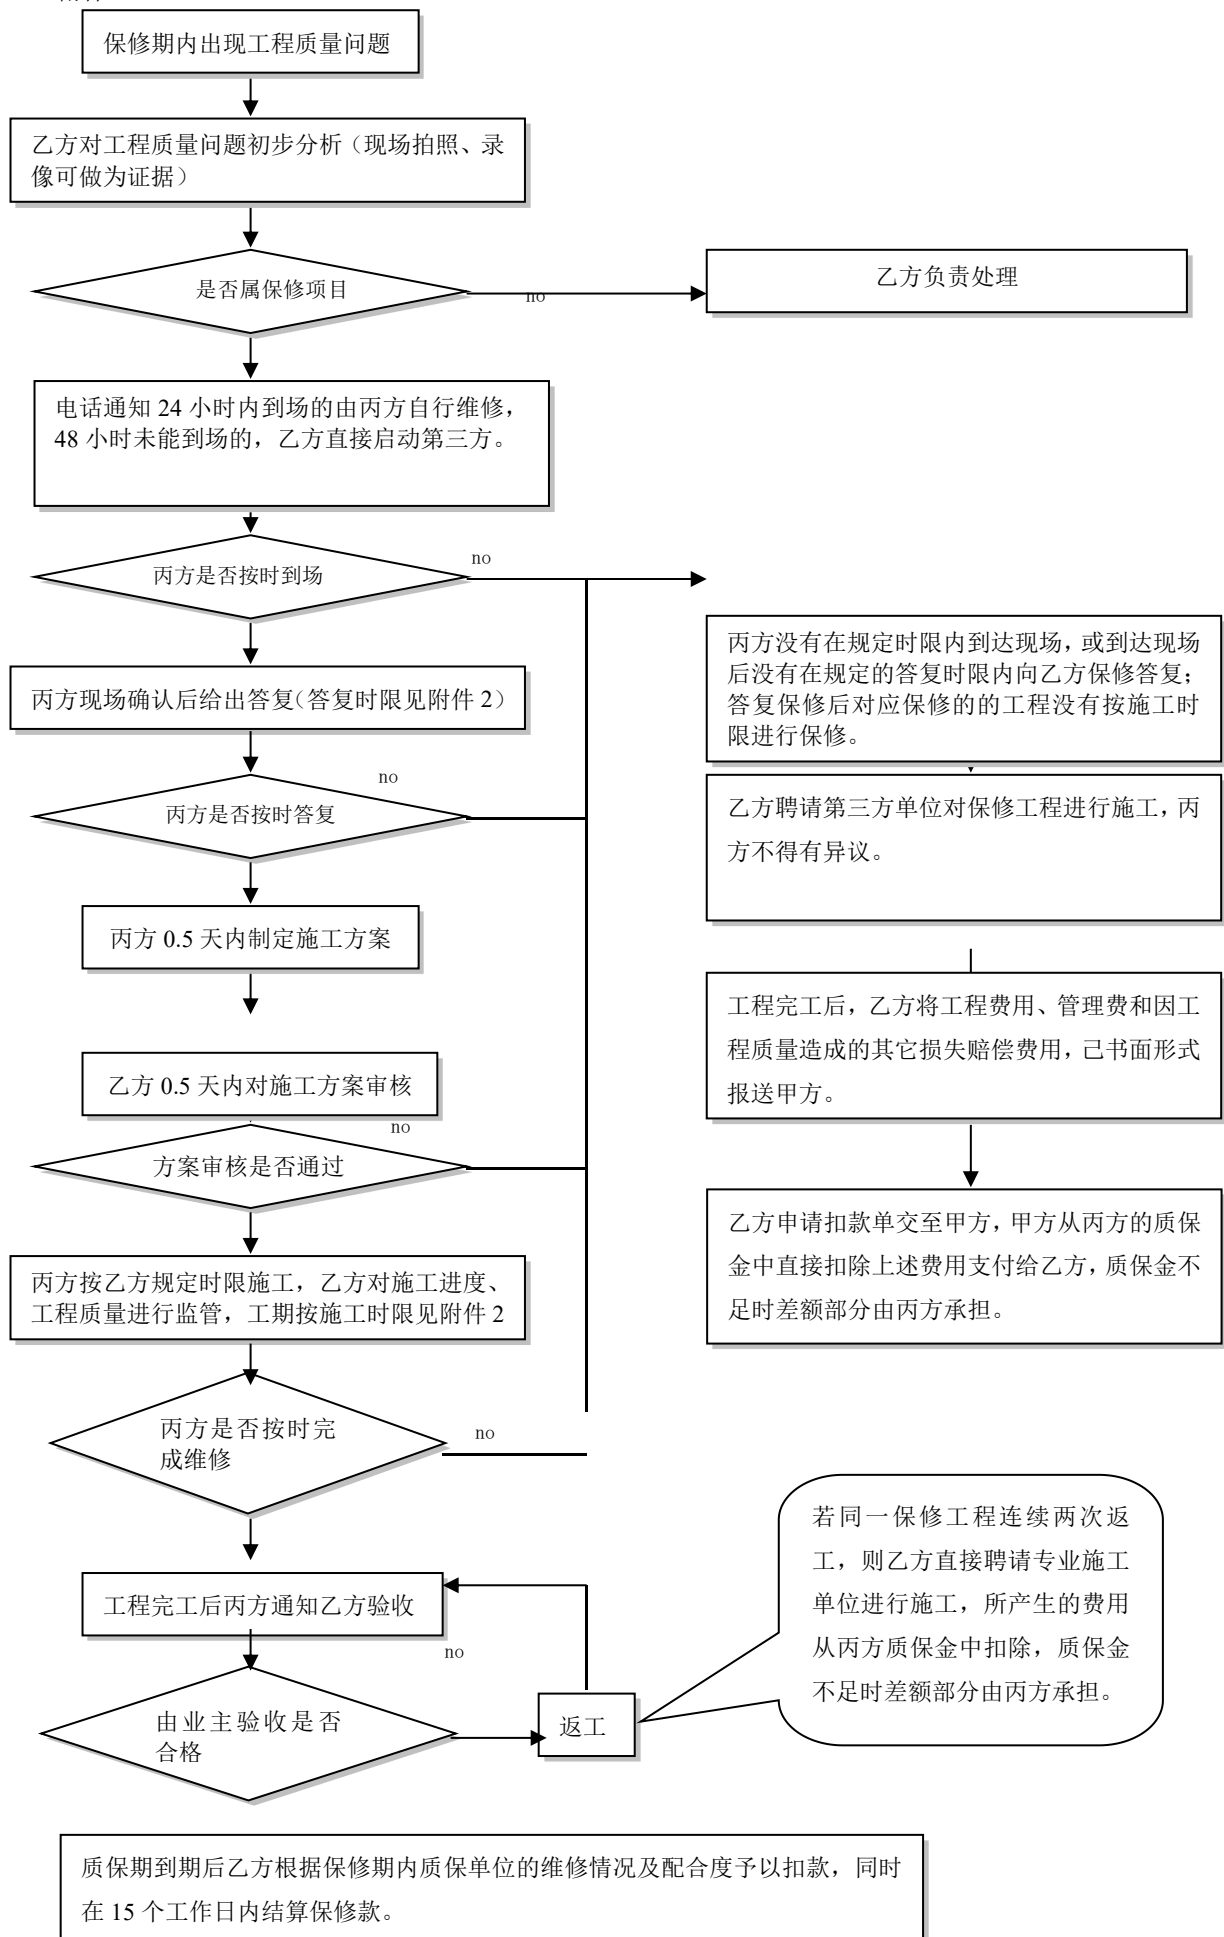 保修期内出现工程质量问题
乙方对工程质量问题初步分析（现场拍照、录
像可做为证据）
是否属保修项目
no
乙方负责处理
电话通知 24 小时内到场的由丙方自行维修，
48 小时未能到场的，乙方直接启动第三方。
丙方是否按时到场
no
丙方现场确认后给出答复（答复时限见附件 2）
丙方是否按时答复
no
丙方 0.5 天内制定施工方案
乙方 0.5 天内对施工方案审核
no
方案审核是否通过
丙方按乙方规定时限施工，乙方对施工进度、
工程质量进行监管，工期按施工时限见附件 2
丙方是否按时完
成维修
no
工程完工后丙方通知乙方验收
no
由业主验收是否
合格
返工
丙方没有在规定时限内到达现场，或到达现场
后没有在规定的答复时限内向乙方保修答复；
答复保修后对应保修的的工程没有按施工时
限进行保修。
乙方聘请第三方单位对保修工程进行施工，丙
方不得有异议。
工程完工后，乙方将工程费用、管理费和因工
程质量造成的其它损失赔偿费用，己书面形式
报送甲方。
乙方申请扣款单交至甲方，甲方从丙方的质保
金中直接扣除上述费用支付给乙方，质保金不
足时差额部分由丙方承担。
若同一保修工程连续两次返
工，则乙方直接聘请专业施工
单位进行施工，所产生的费用
从丙方质保金中扣除，质保金
不足时差额部分由丙方承担。
质保期到期后乙方根据保修期内质保单位的维修情况及配合度予以扣款，同时
在 15 个工作日内结算保修款。